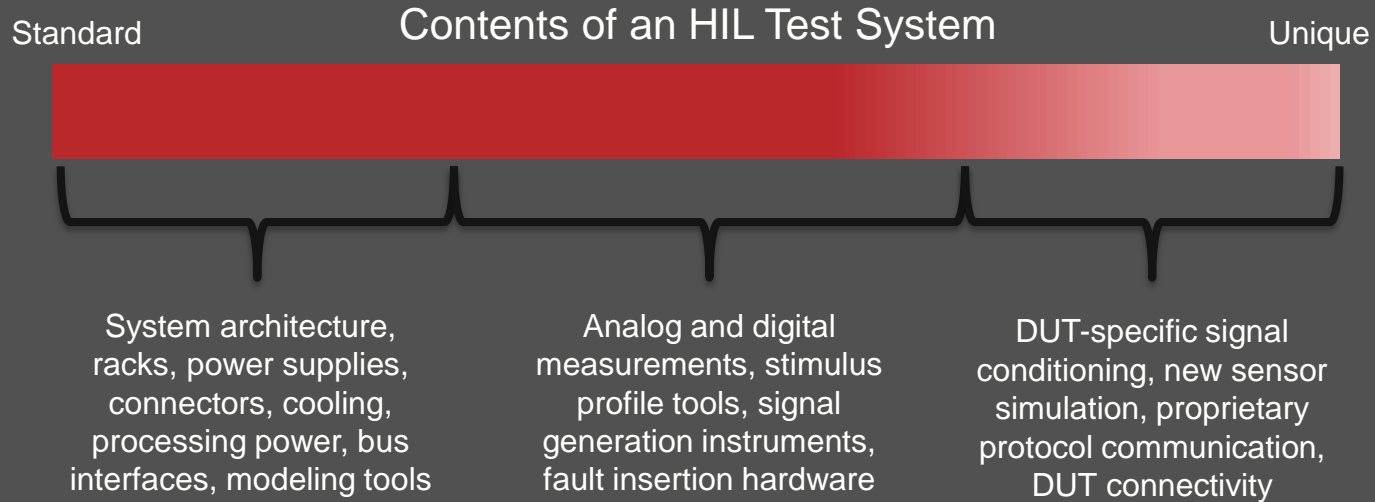 Contents of an HIL Test System
Standard
Unique
System architecture,
racks, power supplies,
connectors, cooling,
processing power, bus
interfaces, modeling tools
Analog and digital
measurements, stimulus
profile tools, signal
generation instruments,
fault insertion hardware
DUT-specific signal
conditioning, new sensor
simulation, proprietary
protocol communication,
DUT connectivity